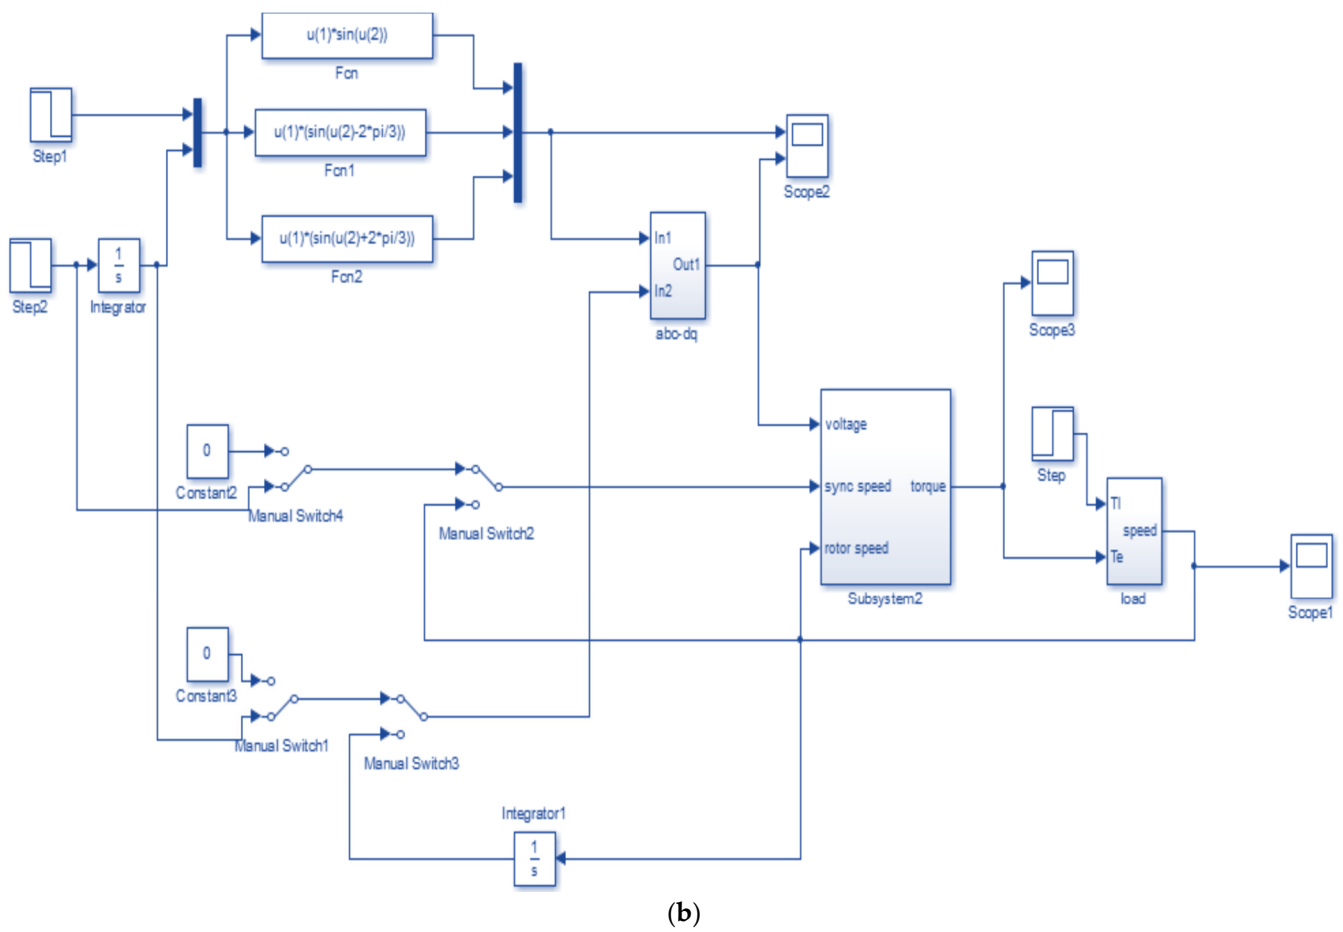 u(1)*sin(u(2))
Fcn
Step1
u(1)*(sin(u(2)-2*pi/3))
Fcn1
Scope2
u(1)*(sin(u(2)+2*pi/3))
Fcn2
In1
Out1
In2
abc-dq
1
s
Step2
Integrator
Scope3
0
Constant2
Manual Switch4
Manual Switch2
voltage
sync speed
torque
rotor speed
Subsystem2
Step
Tl
speed
Te
load
Scope1
0
Constant3
Manual Switch1
Manual Switch3
Integrator1
1
s
(b)